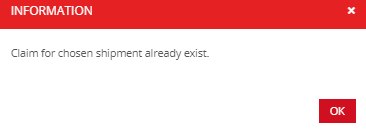 INFORMATION ×
Claim for chosen shipment already exist.
OK